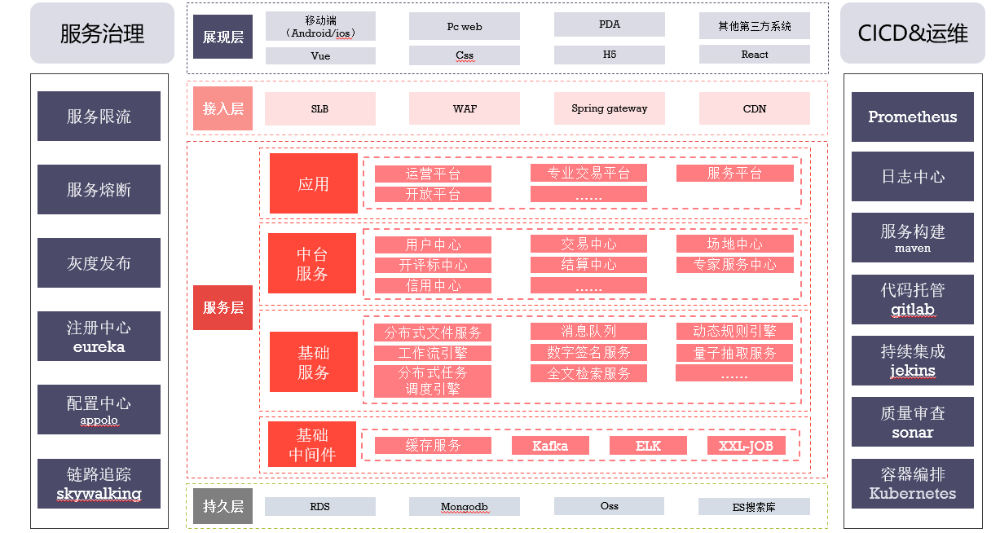 服务治理
服务限流
服务熔断
灰度发布
注册中心
eureka
配置中心
appolo
链路追踪
skywalking
展现层
移动端
（Android/ios）
Pc web
PDA
其他第三方系统
Vue
Css
H5
React
接入层
SLB
WAF
Spring gateway
CDN
服务层
应用
运营平台
专业交易平台
服务平台
开放平台
……
中台
服务
用户中心
交易中心
场地中心
开评标中心
结算中心
专家服务中心
信用中心
……
基础
服务
分布式文件服务
消息队列
动态规则引擎
工作流引擎
数字签名服务
量子抽取服务
分布式任务
调度引擎
全文检索服务
……
基础
中间件
缓存服务
Kafka
ELK
XXL-JOB
持久层
RDS
Mongodb
Oss
ES搜索库
CICD&运维
Prometheus
日志中心
服务构建
maven
代码托管
gitlab
持续集成
jekins
质量审查
sonar
容器编排
Kubernetes